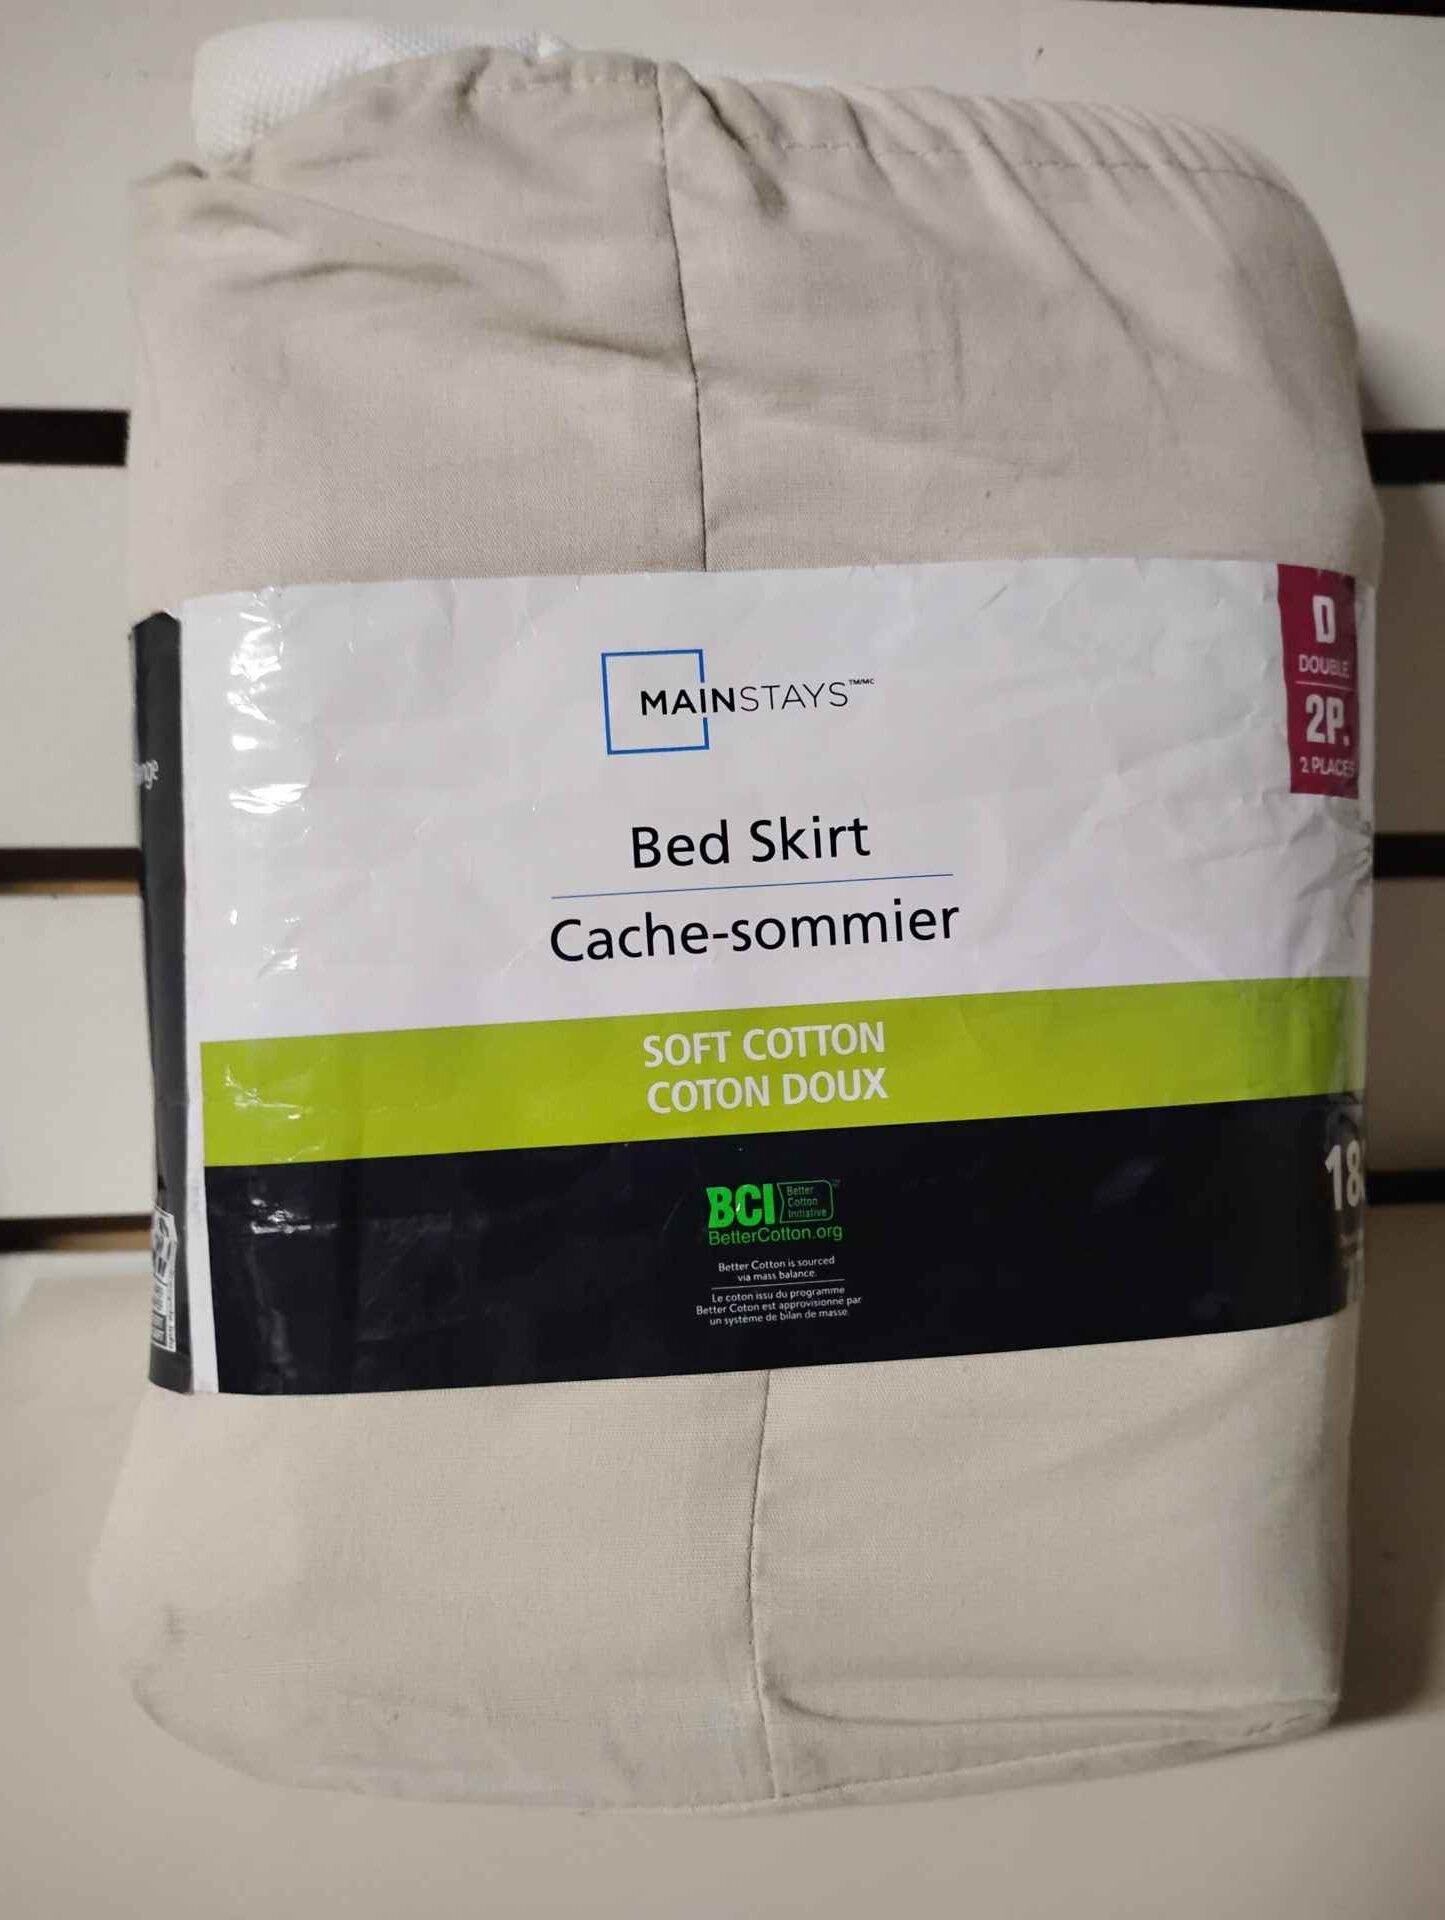 MAINSTAYS™/MC
D
DOUBLE
2P.
2 PLACES
Bed Skirt
Cache-sommier
SOFT COTTON
COTON DOUX
BCI
Better
Cotton
Initiative
BetterCotton.org
Better Cotton is sourced
via mass balance.
Le coton issu du programme
Better Coton est approvisionné par
un système de bilan de masse.